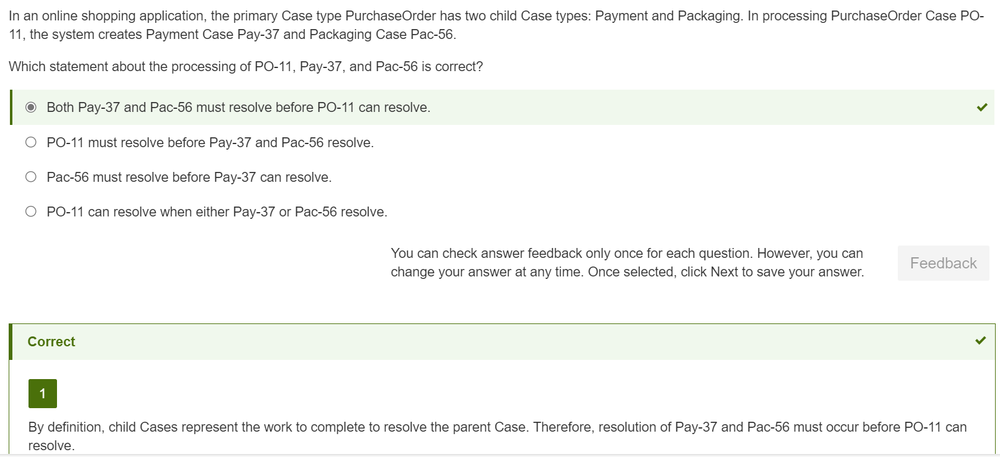 In an online shopping application, the primary Case type PurchaseOrder has two child Case types: Payment and Packaging. In processing PurchaseOrder Case PO-
11, the system creates Payment Case Pay-37 and Packaging Case Pac-56.
Which statement about the processing of PO-11, Pay-37, and Pac-56 is correct?
Both Pay-37 and Pac-56 must resolve before PO-11 can resolve.
PO-11 must resolve before Pay-37 and Pac-56 resolve.
Pac-56 must resolve before Pay-37 can resolve.
PO-11 can resolve when either Pay-37 or Pac-56 resolve.
You can check answer feedback only once for each question. However, you can
change your answer at any time. Once selected, click Next to save your answer.
Feedback
Correct
1
By definition, child Cases represent the work to complete to resolve the parent Case. Therefore, resolution of Pay-37 and Pac-56 must occur before PO-11 can
resolve.